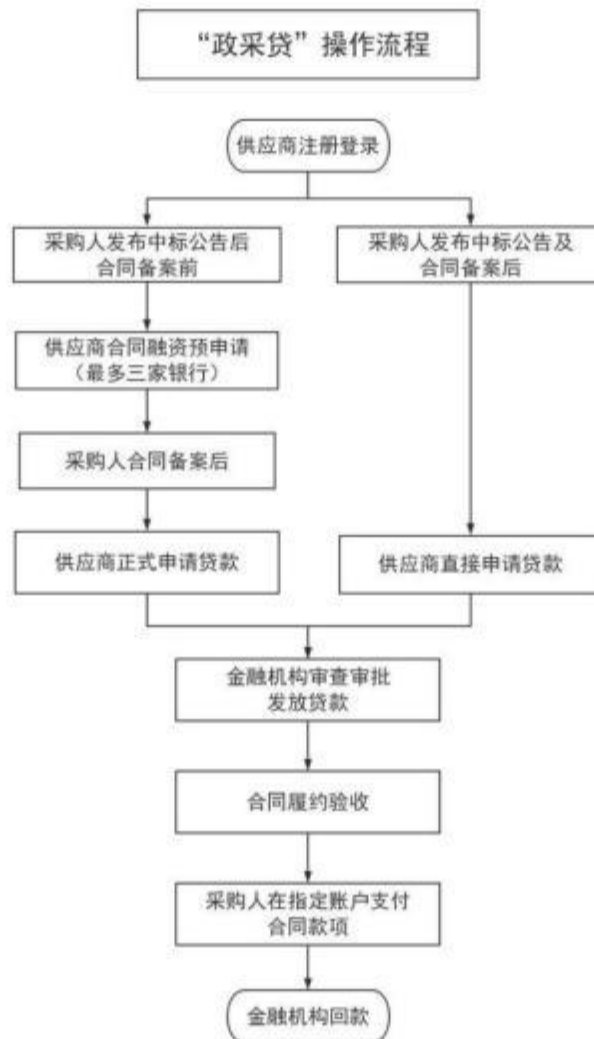 “政采贷”操作流程
供应商注册登录
采购人发布中标公告后
合同备案前
采购人发布中标公告及
合同备案后
供应商合同融资预申请
（最多三家银行）
采购人合同备案后
供应商正式申请贷款
供应商直接申请贷款
金融机构审查审批
发放贷款
合同履约验收
采购人在指定账户支付
合同款项
金融机构回款